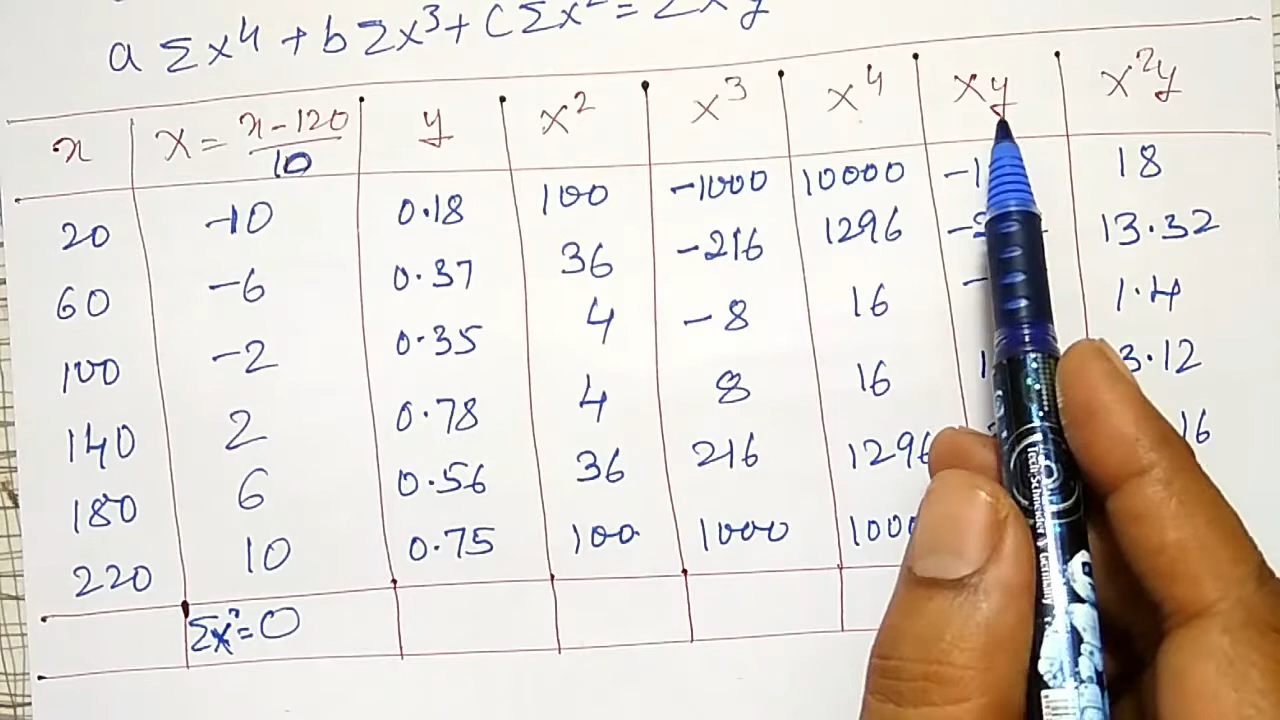 a Σx⁴ + b Σx³ + c Σx² = Σx²y
x X = x-120/10 y X² X³ X⁴ Xy X²y
20 -10 0.18 100 -1000 10000 18
60 -6 0.37 36 -216 1296 13.32
100 -2 0.35 4 -8 16 1.4
140 2 0.78 4 8 16 3.12
180 6 0.56 36 216 1296 16
220 10 0.75 100 1000 1000
Σx=0